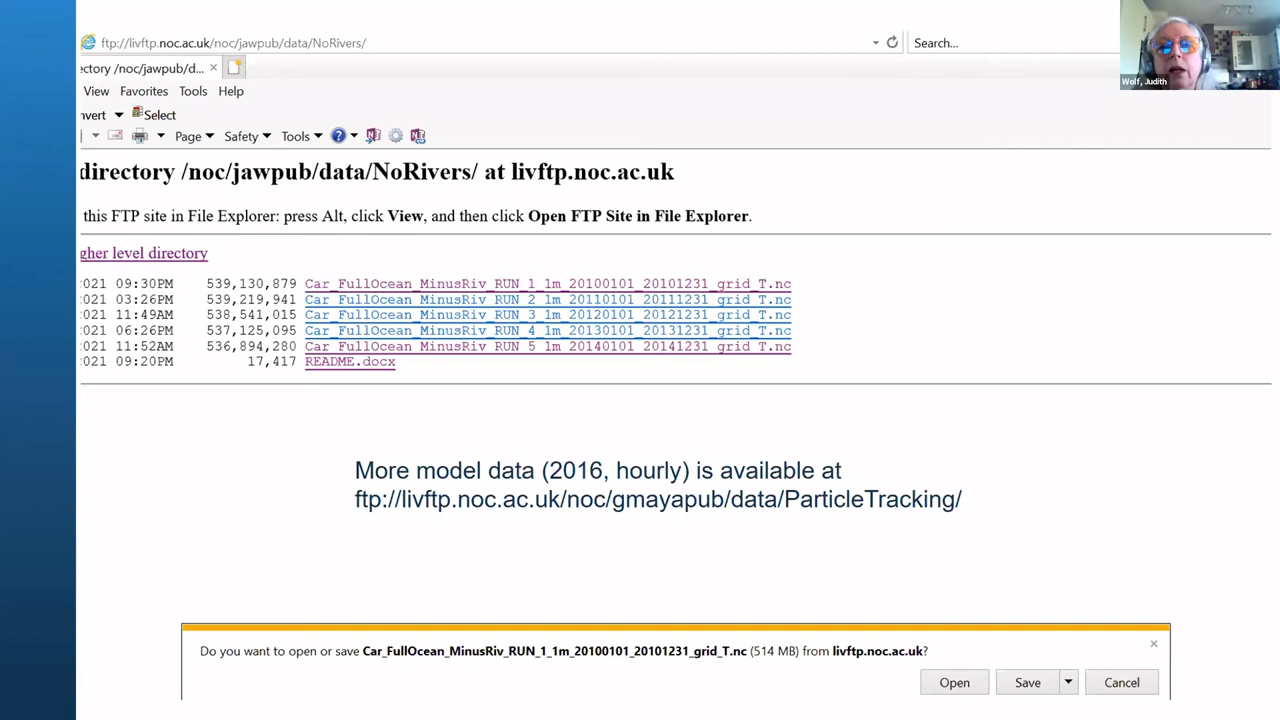 ftp://livftp.noc.ac.uk/noc/jawpub/data/NoRivers/
Search...
Wolf, Judith
ectory /noc/jawpub/d...
View Favorites Tools Help
nvert Select
Page Safety Tools
directory /noc/jawpub/data/NoRivers/ at livftp.noc.ac.uk
this FTP site in File Explorer: press Alt, click View, and then click Open FTP Site in File Explorer.
gher level directory
021 09:30PM 539,130,879 Car_FullOcean_MinusRiv_RUN_1_1m_20100101_20101231_grid_T.nc
021 03:26PM 539,219,941 Car_FullOcean_MinusRiv_RUN_2_1m_20110101_20111231_grid_T.nc
021 11:49AM 538,541,015 Car_FullOcean_MinusRiv_RUN_3_1m_20120101_20121231_grid_T.nc
021 06:26PM 537,125,095 Car_FullOcean_MinusRiv_RUN_4_1m_20130101_20131231_grid_T.nc
021 11:52AM 536,894,280 Car_FullOcean_MinusRiv_RUN_5_1m_20140101_20141231_grid_T.nc
021 09:20PM 17,417 README.docx
More model data (2016, hourly) is available at
ftp://livftp.noc.ac.uk/noc/gmayapub/data/ParticleTracking/
Do you want to open or save Car_FullOcean_MinusRiv_RUN_1_1m_20100101_20101231_grid_T.nc (514 MB) from livftp.noc.ac.uk?
Open Save Cancel